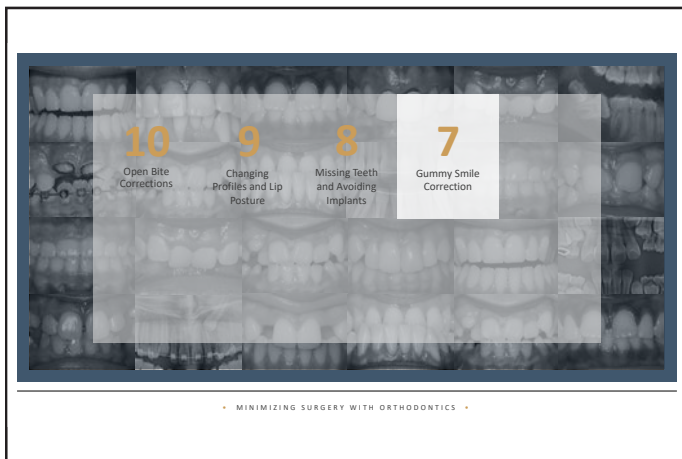 10
Open Bite
Corrections
9
Changing
Profiles and Lip
Posture
8
Missing Teeth
and Avoiding
Implants
7
Gummy Smile
Correction
• MINIMIZING SURGERY WITH ORTHODONTICS •